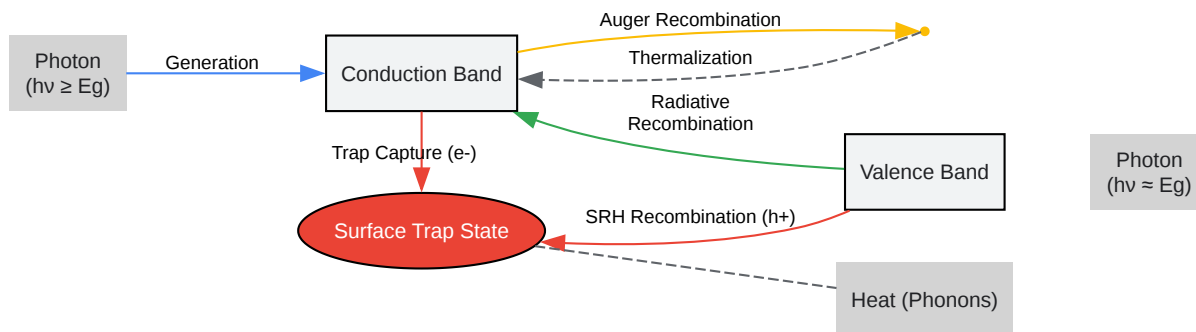 Auger Recombination
Photon
(hν ≥ Eg)
Generation
Conduction Band
Thermalization
Radiative
Recombination
Trap Capture (e-)
Valence Band
Photon
(hν ≈ Eg)
Surface Trap State
SRH Recombination (h+)
Heat (Phonons)